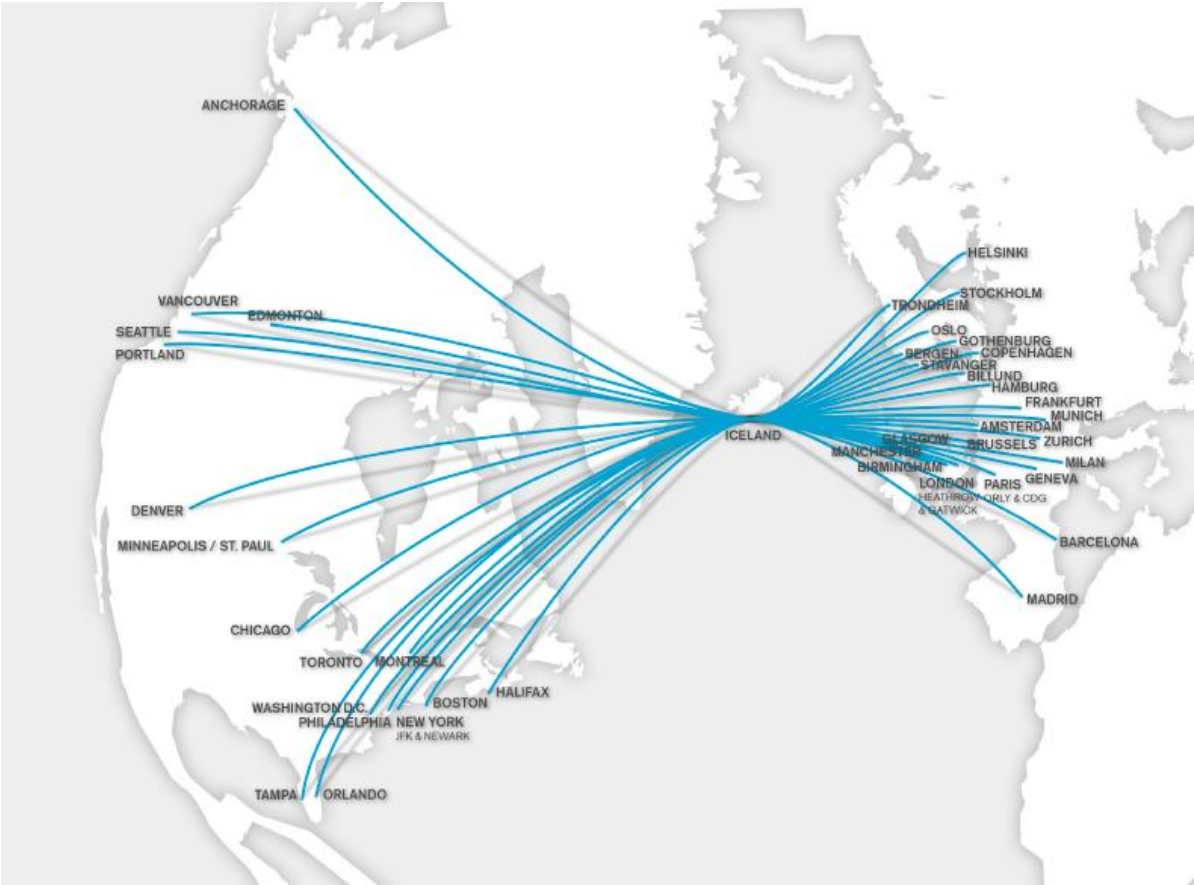 ANCHORAGE
VANCOUVER
EDMONTON
SEATTLE
PORTLAND
DENVER
MINNEAPOLIS / ST. PAUL
CHICAGO
TORONTO
MONTREAL
WASHINGTON D.C.
PHILADELPHIA
NEW YORK
JFK & NEWARK
BOSTON
HALIFAX
TAMPA
ORLANDO
ICELAND
HELSINKI
STOCKHOLM
TRONDHEIM
OSLO
GOTHENBURG
BERGEN
COPENHAGEN
STAVANGER
BILLUND
HAMBURG
FRANKFURT
MUNICH
AMSTERDAM
GLASGOW
BRUSSELS
ZURICH
MANCHESTER
BIRMINGHAM
MILAN
GENEVA
LONDON
HEATHROW
& GATWICK
PARIS
ORLY & CDG
BARCELONA
MADRID